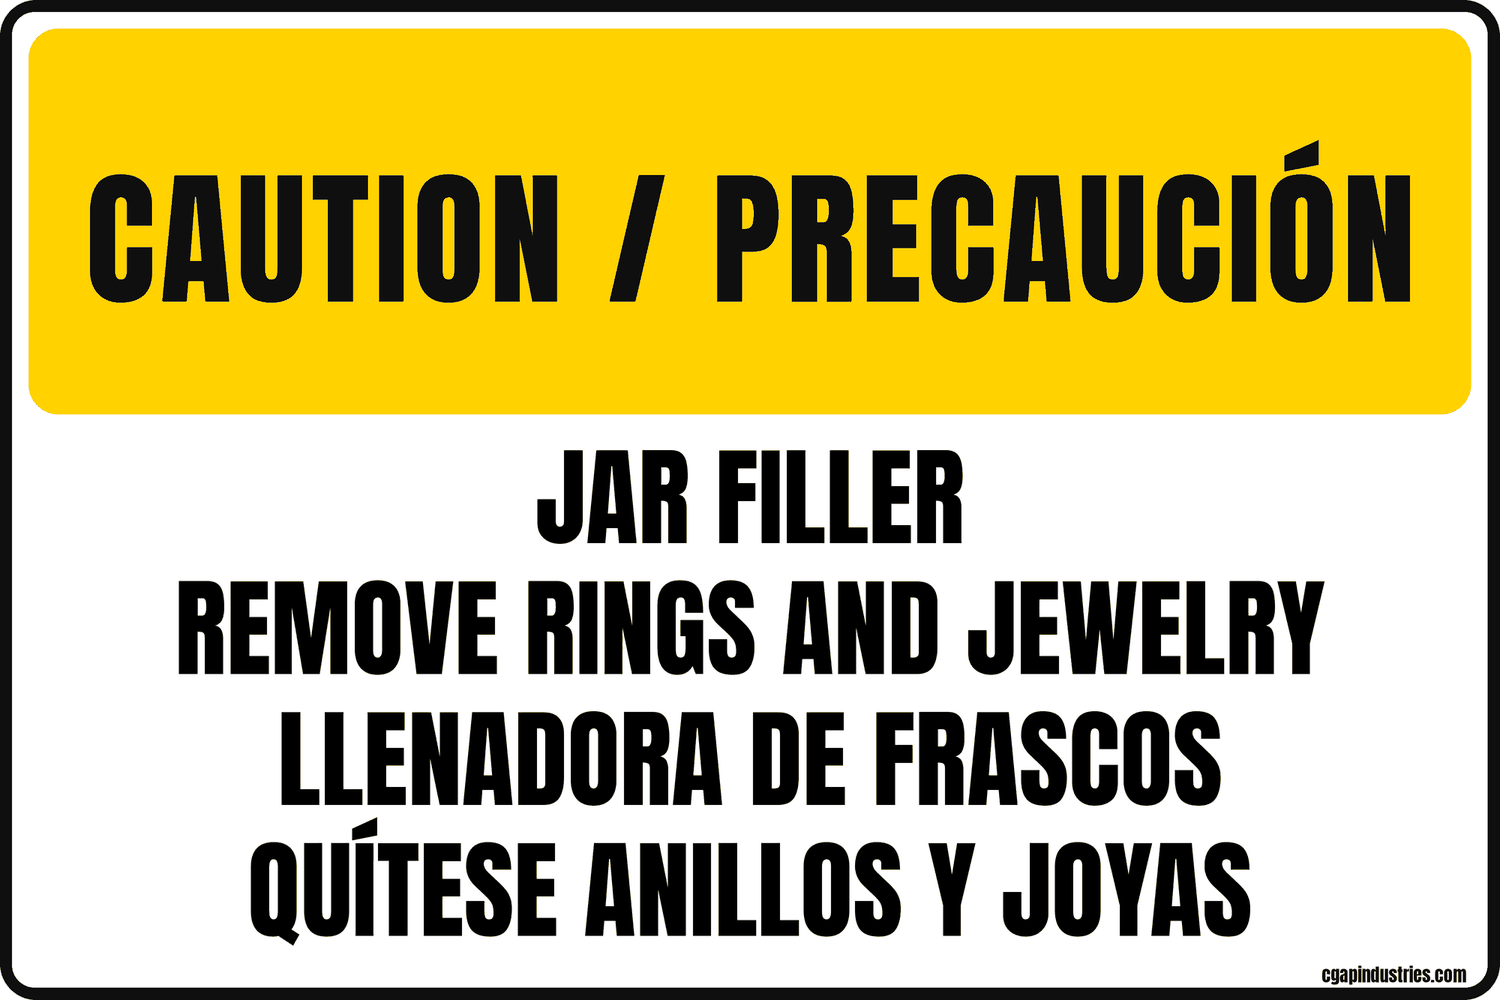 CAUTION / PRECAUCIÓN
JAR FILLER
REMOVE RINGS AND JEWELRY
LLENADORA DE FRASCOS
QUÍTESE ANILLOS Y JOYAS
cgapindustries.com